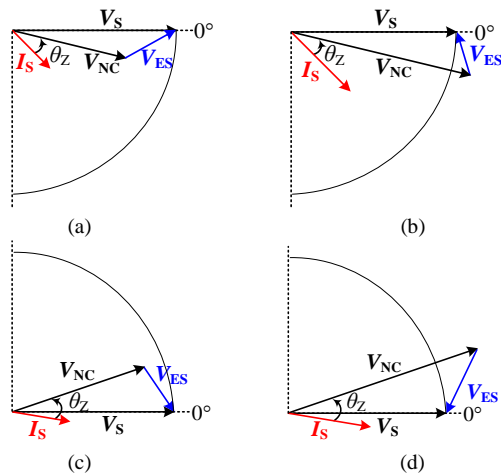 V_S
0°
θ_Z
I_S
V_NC
V_ES
(a)
V_S
0°
θ_Z
I_S
V_NC
V_ES
(b)
V_NC
V_ES
θ_Z
I_S
V_S
0°
(c)
V_NC
V_ES
θ_Z
I_S
V_S
0°
(d)